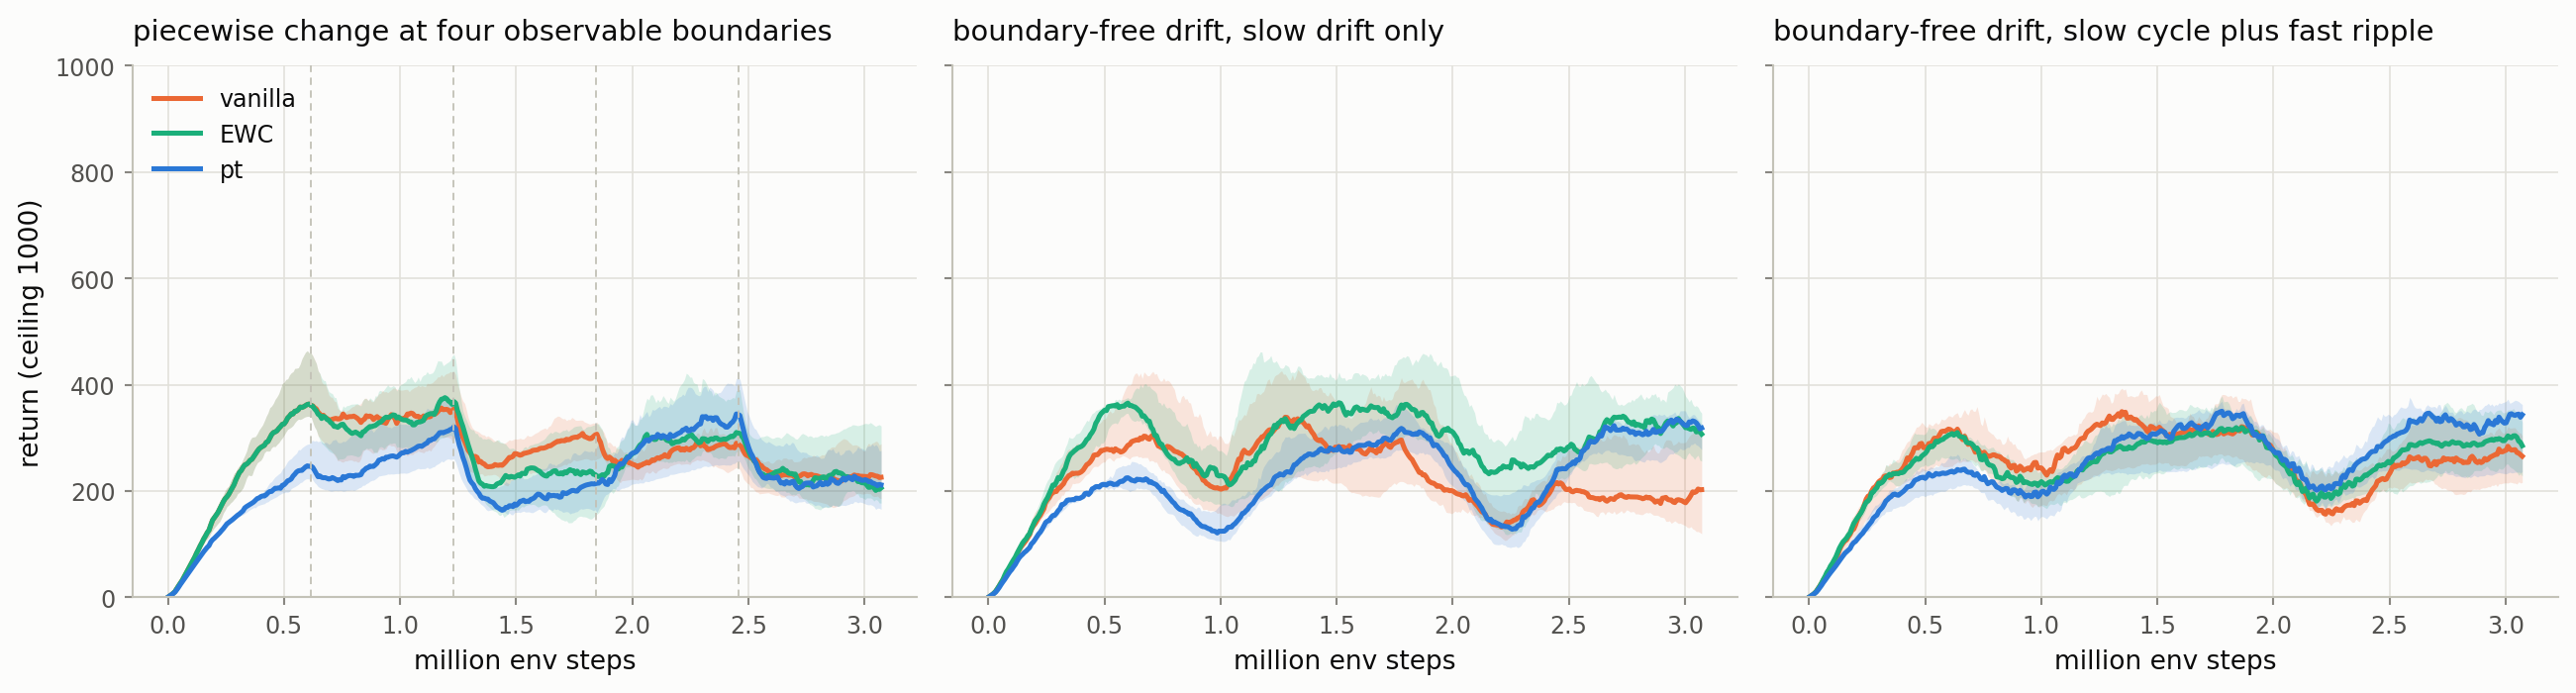 piecewise change at four observable boundaries
boundary-free drift, slow drift only
boundary-free drift, slow cycle plus fast ripple
return (ceiling 1000)
1000
800
600
400
200
0
vanilla
EWC
pt
0.0 0.5 1.0 1.5 2.0 2.5 3.0
0.0 0.5 1.0 1.5 2.0 2.5 3.0
0.0 0.5 1.0 1.5 2.0 2.5 3.0
million env steps
million env steps
million env steps